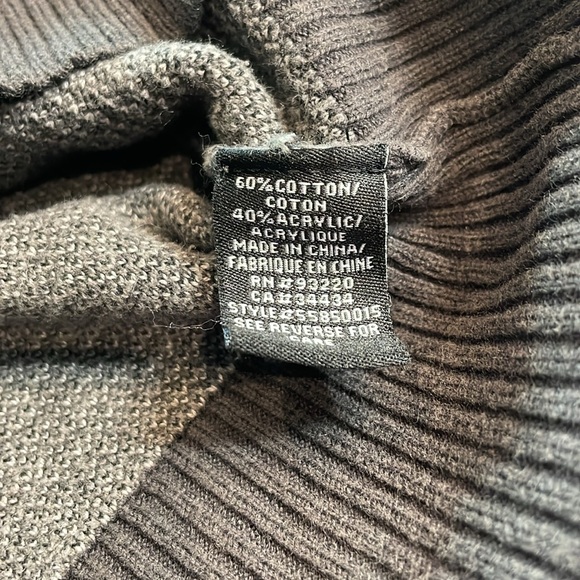 60% COTTON/
COTON
40% ACRYLIC/
ACRYLIQUE
MADE IN CHINA/
FABRIQUE EN CHINE
RN#93220
CA#34434
STYLE#55850015
SEE REVERSE FOR
CARE